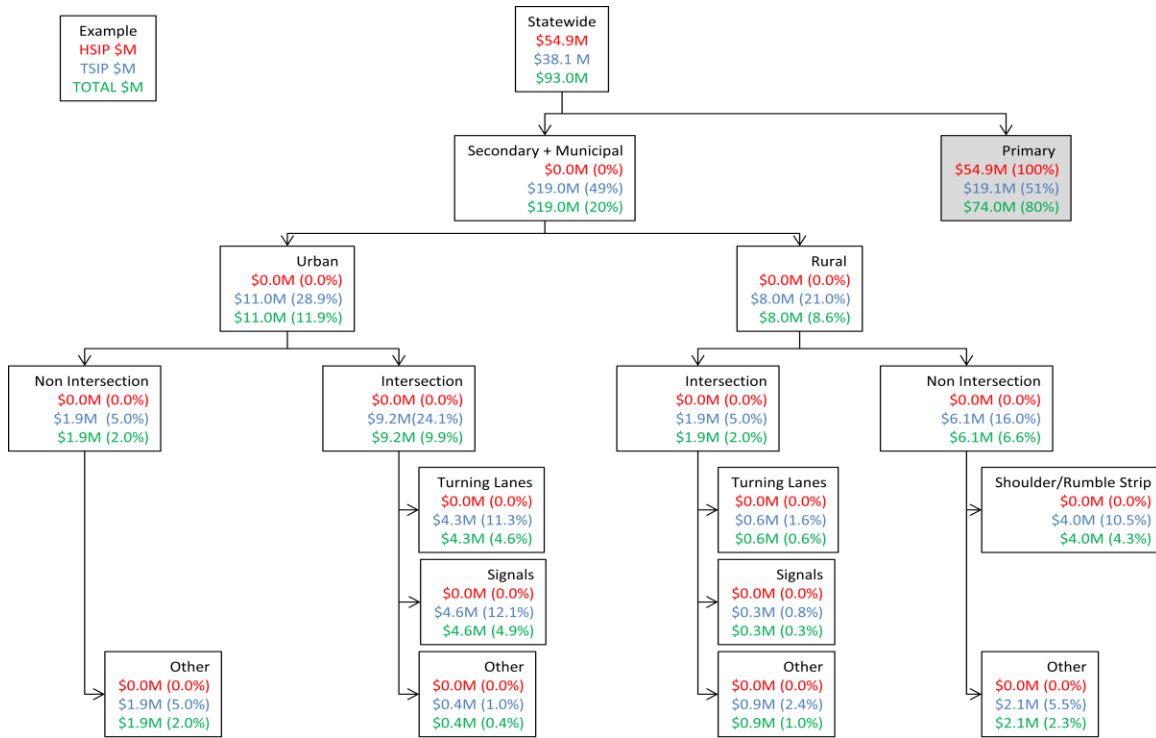 Example
HSIP $M
TSIP $M
TOTAL $M
Statewide
$54.9M
$38.1 M
$93.0M
Secondary + Municipal
$0.0M (0%)
$19.0M (49%)
$19.0M (20%)
Primary
$54.9M (100%)
$19.1M (51%)
$74.0M (80%)
Urban
$0.0M (0.0%)
$11.0M (28.9%)
$11.0M (11.9%)
Rural
$0.0M (0.0%)
$8.0M (21.0%)
$8.0M (8.6%)
Non Intersection
$0.0M (0.0%)
$1.9M (5.0%)
$1.9M (2.0%)
Intersection
$0.0M (0.0%)
$9.2M(24.1%)
$9.2M (9.9%)
Intersection
$0.0M (0.0%)
$1.9M (5.0%)
$1.9M (2.0%)
Non Intersection
$0.0M (0.0%)
$6.1M (16.0%)
$6.1M (6.6%)
Turning Lanes
$0.0M (0.0%)
$4.3M (11.3%)
$4.3M (4.6%)
Turning Lanes
$0.0M (0.0%)
$0.6M (1.6%)
$0.6M (0.6%)
Shoulder/Rumble Strip
$0.0M (0.0%)
$4.0M (10.5%)
$4.0M (4.3%)
Signals
$0.0M (0.0%)
$4.6M (12.1%)
$4.6M (4.9%)
Signals
$0.0M (0.0%)
$0.3M (0.8%)
$0.3M (0.3%)
Other
$0.0M (0.0%)
$1.9M (5.0%)
$1.9M (2.0%)
Other
$0.0M (0.0%)
$0.4M (1.0%)
$0.4M (0.4%)
Other
$0.0M (0.0%)
$0.9M (2.4%)
$0.9M (1.0%)
Other
$0.0M (0.0%)
$2.1M (5.5%)
$2.1M (2.3%)